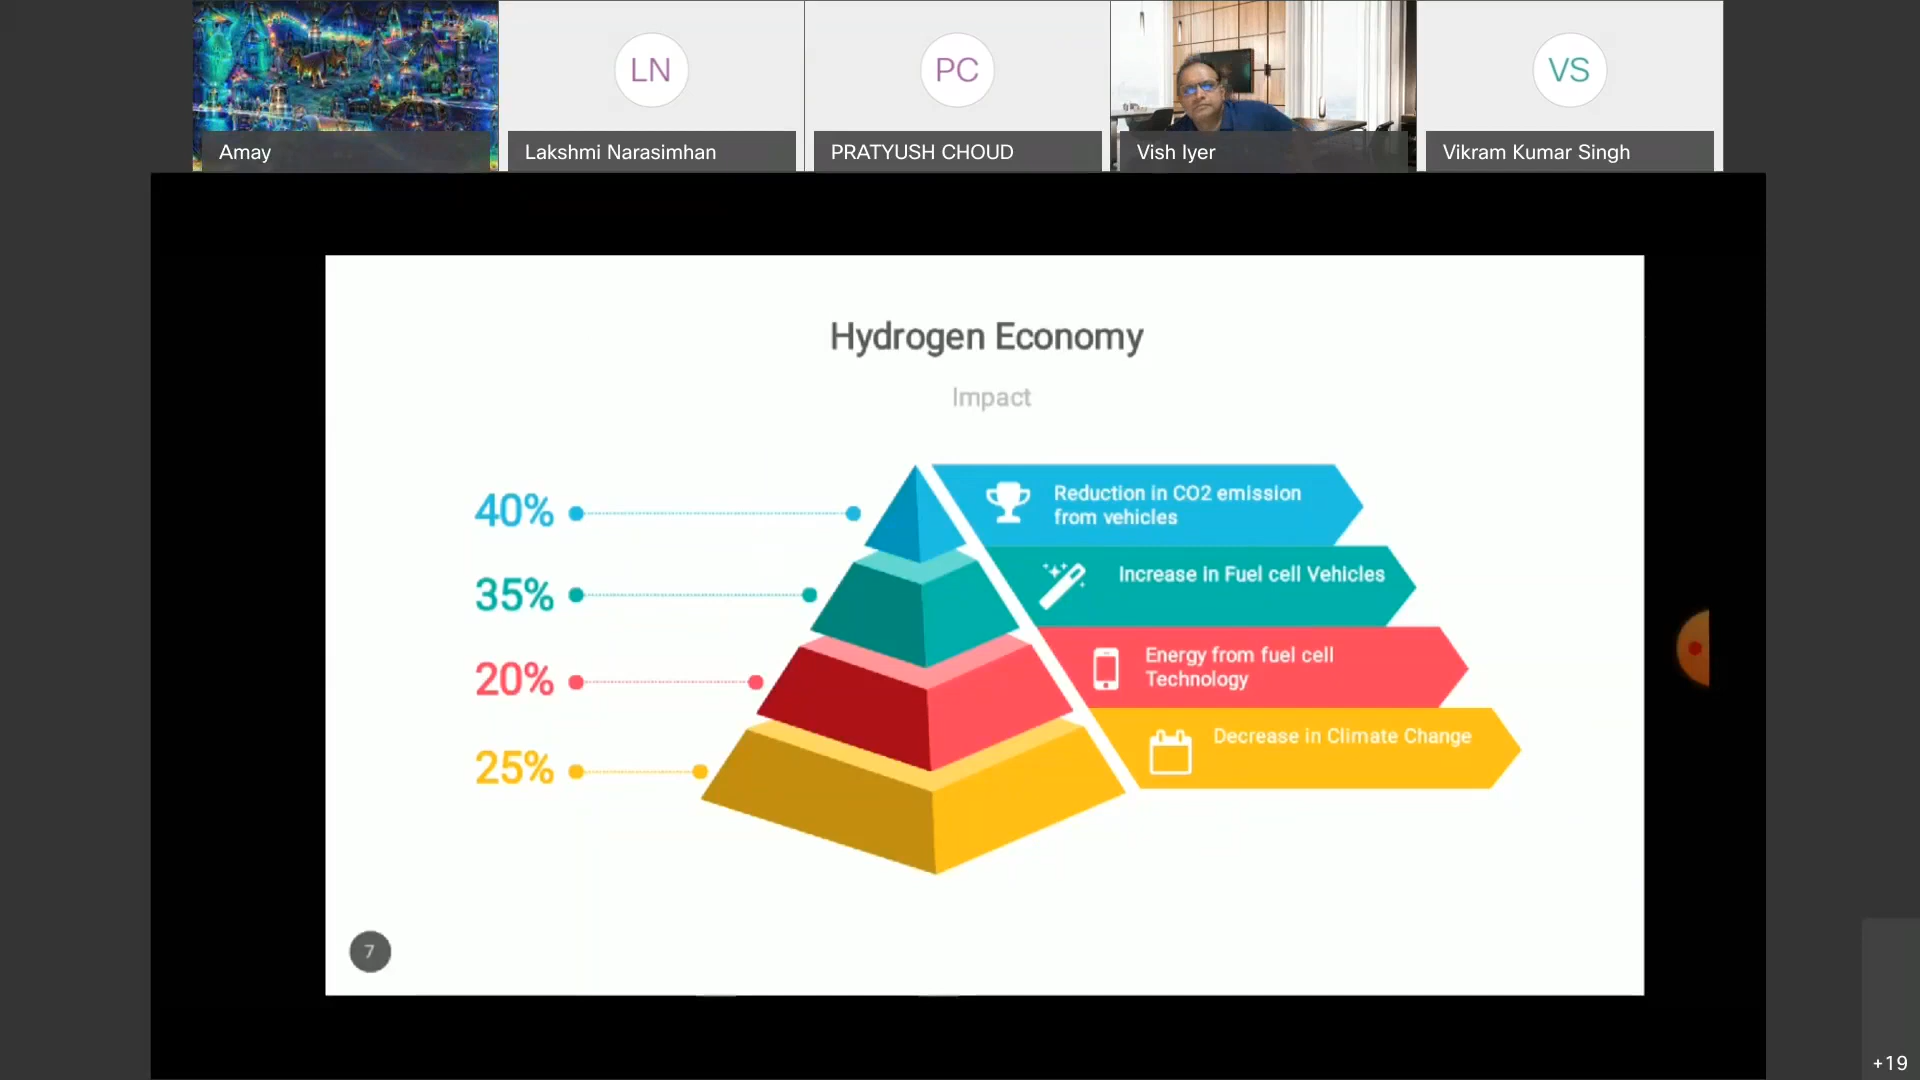 LN
PC
VS
Amay
Lakshmi Narasimhan
PRATYUSH CHOUD
Vish Iyer
Vikram Kumar Singh
Hydrogen Economy
Impact
40%
Reduction in CO2 emission
from vehicles
35%
Increase in Fuel cell Vehicles
20%
Energy from fuel cell
Technology
25%
Decrease in Climate Change
7
+19